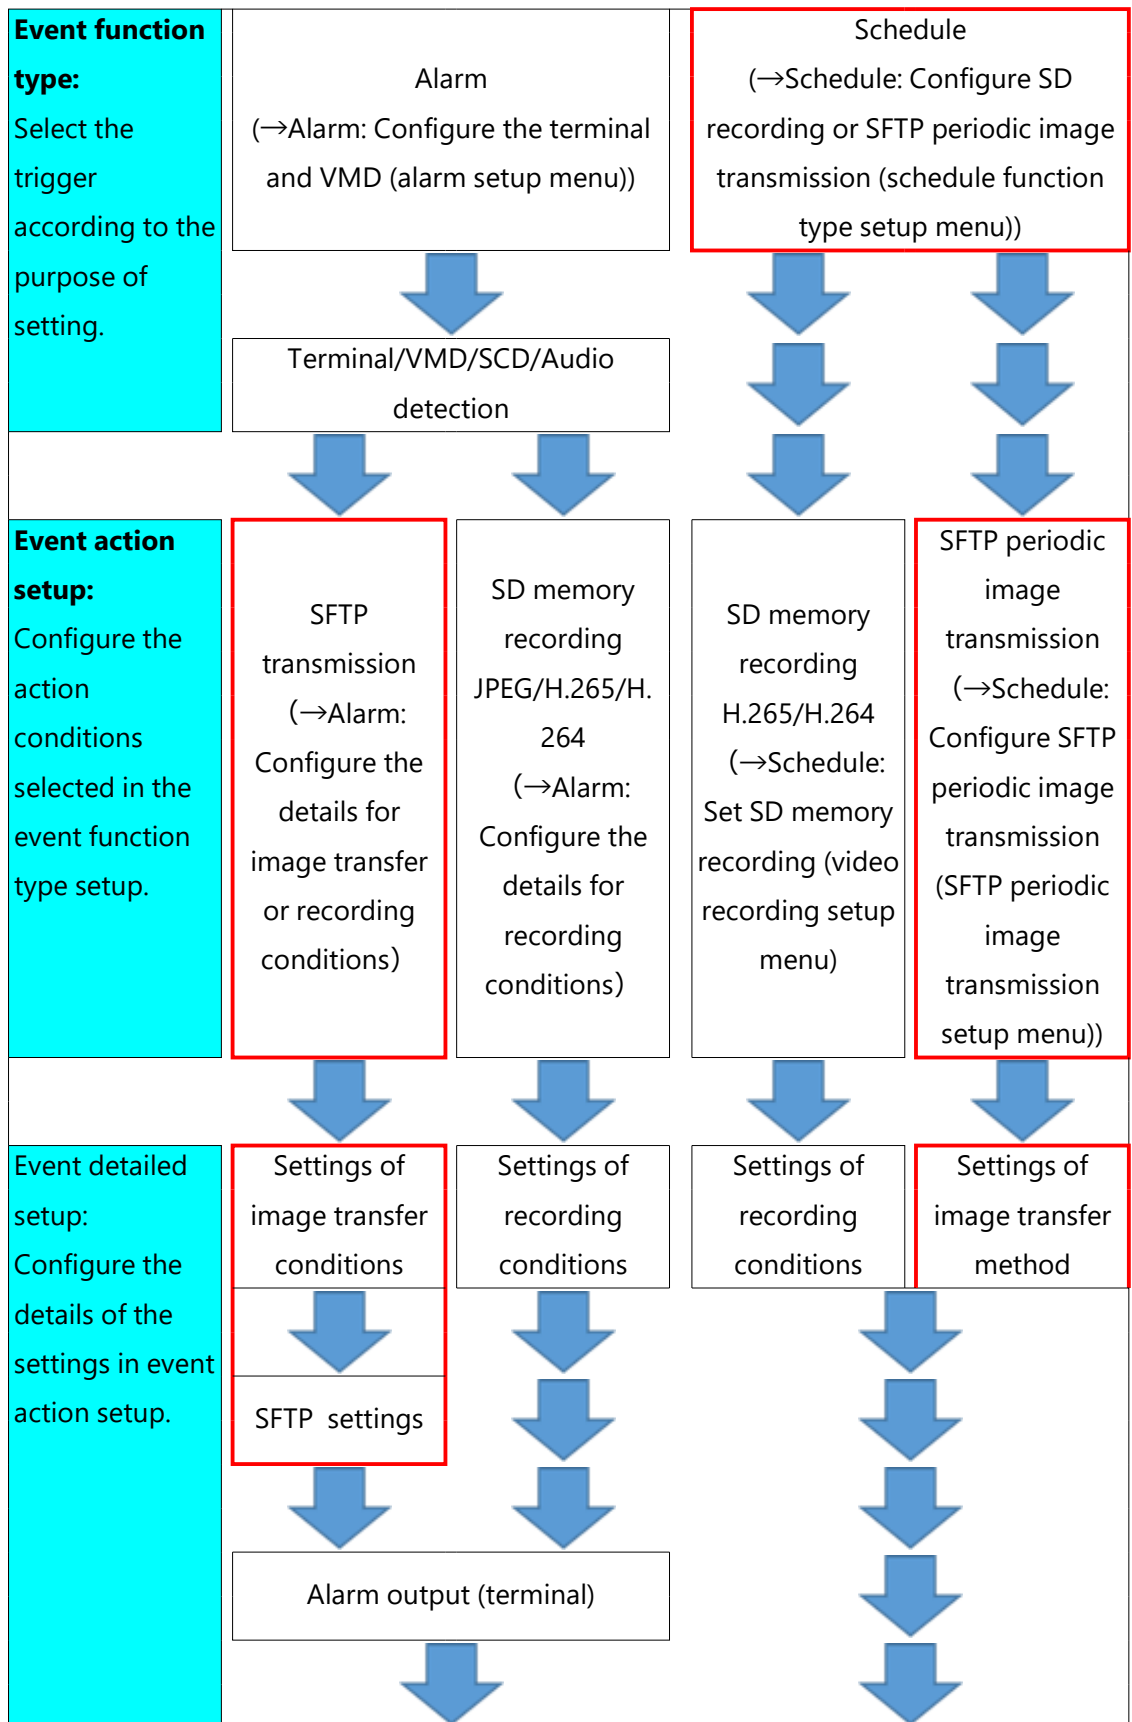 Event function
type:
Select the
trigger
according to the
purpose of
setting.
Alarm
(→Alarm: Configure the terminal
and VMD (alarm setup menu))
Schedule
(→Schedule: Configure SD
recording or SFTP periodic image
transmission (schedule function
type setup menu))
Terminal/VMD/SCD/Audio
detection
Event action
setup:
Configure the
action
conditions
selected in the
event function
type setup.
SFTP
transmission
（→Alarm:
Configure the
details for
image transfer
or recording
conditions）
SD memory
recording
JPEG/H.265/H.
264
（→Alarm:
Configure the
details for
recording
conditions）
SD memory
recording
H.265/H.264
（→Schedule:
Set SD memory
recording (video
recording setup
menu)
SFTP periodic
image
transmission
（→Schedule:
Configure SFTP
periodic image
transmission
(SFTP periodic
image
transmission
setup menu))
Event detailed
setup:
Configure the
details of the
settings in event
action setup.
Settings of
image transfer
conditions
Settings of
recording
conditions
Settings of
recording
conditions
Settings of
image transfer
method
SFTP  settings
Alarm output (terminal)